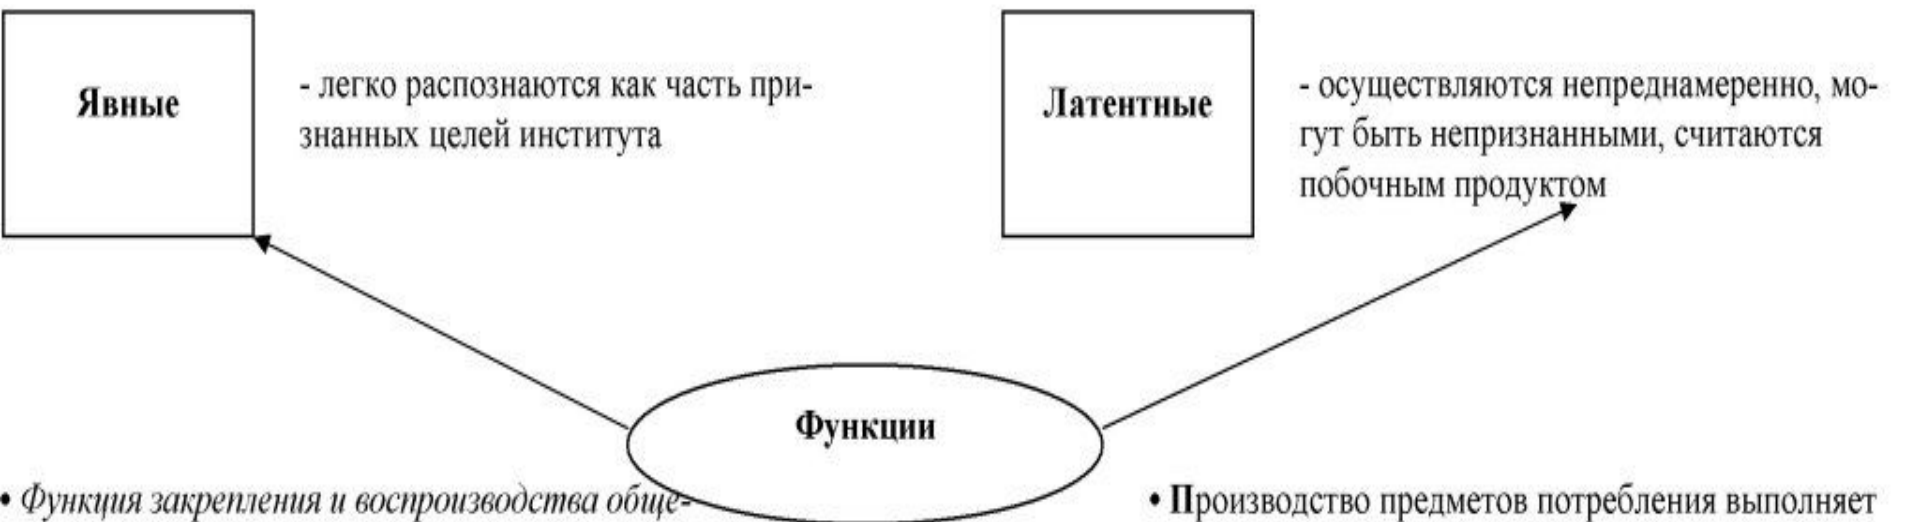 Явные
- легко распознаются как часть при-
знанных целей института
Латентные
- осуществляются непреднамеренно, мо-
гут быть непризнанными, считаются
побочным продуктом
Функции
• Функция закрепления и воспроизводства обще-
• Производство предметов потребления выполняет